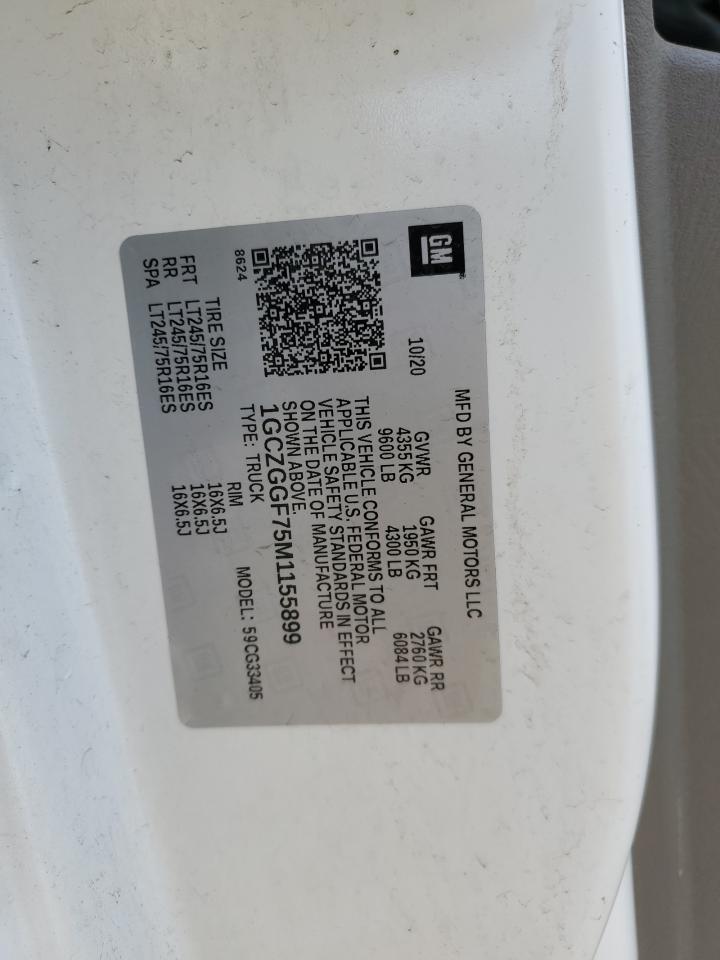 GM
MFD BY GENERAL MOTORS LLC
10/20
GVWR GAWR FRT GAWR RR
4355 KG 1950 KG 2760 KG
9600 LB 4300 LB 6084 LB
THIS VEHICLE CONFORMS TO ALL
APPLICABLE U.S. FEDERAL MOTOR
VEHICLE SAFETY STANDARDS IN EFFECT
ON THE DATE OF MANUFACTURE
SHOWN ABOVE.
1GCZGGF75M1155899
TYPE: TRUCK MODEL: 59CG33405
8624
TIRE SIZE RIM
FRT LT245/75R16ES 16X6.5J
RR LT245/75R16ES 16X6.5J
SPA LT245/75R16ES 16X6.5J